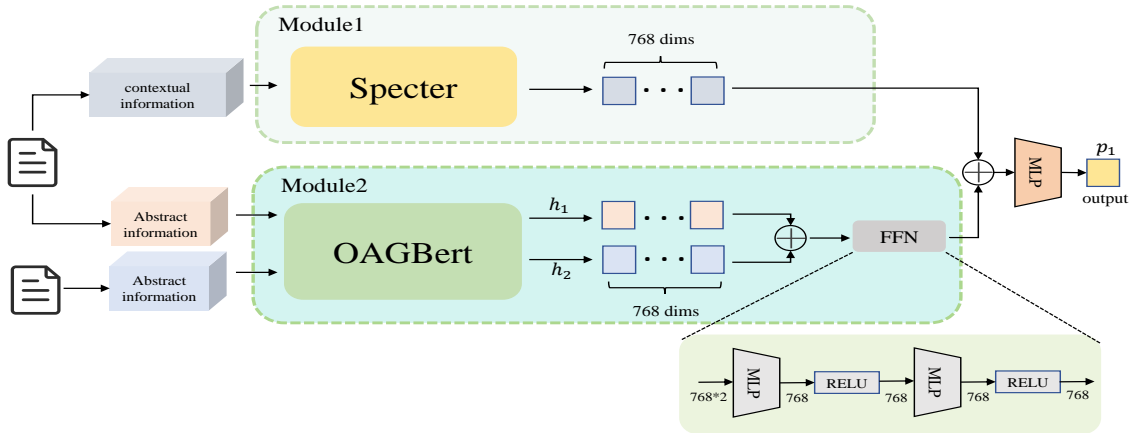 Module1
contextual
information
Specter
768 dims
Module2
Abstract
information
Abstract
information
OAGBert
h₁
h₂
768 dims
FFN
MLP
p₁
output
768*2
MLP
768
RELU
768
MLP
768
RELU
768